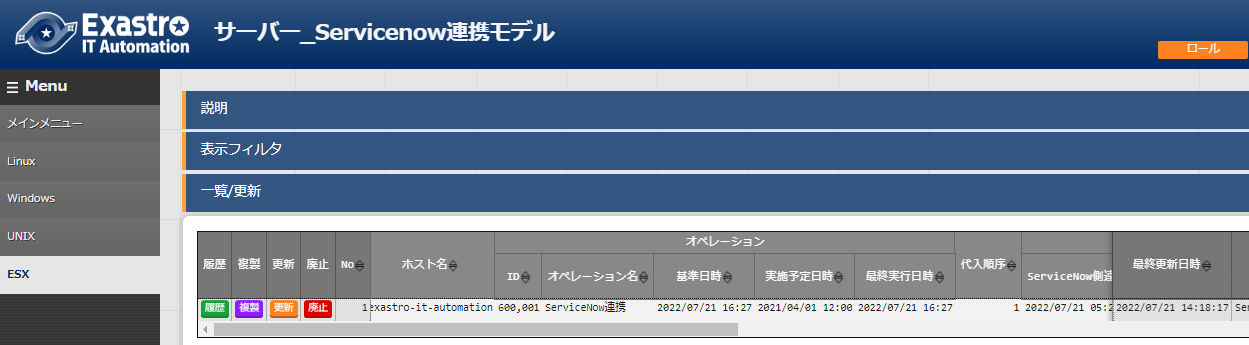 Exastro
IT Automation
サーバー_Servicenow連携モデル
ロール
Menu
メインメニュー
Linux
Windows
UNIX
ESX
説明
表示フィルタ
一覧/更新
履歴 複製 更新 廃止 No ホスト名 オペレーション 代入順序 最終更新日時
ID オペレーション名 基準日時 実施予定日時 最終実行日時 ServiceNow側
履歴 複製 更新 廃止 1 exastro-it-automation 600,001 ServiceNow連携 2022/07/21 16:27 2021/04/01 12:00 2022/07/21 16:27 1 2022/07/21 05:2 2022/07/21 14:18:17 Se